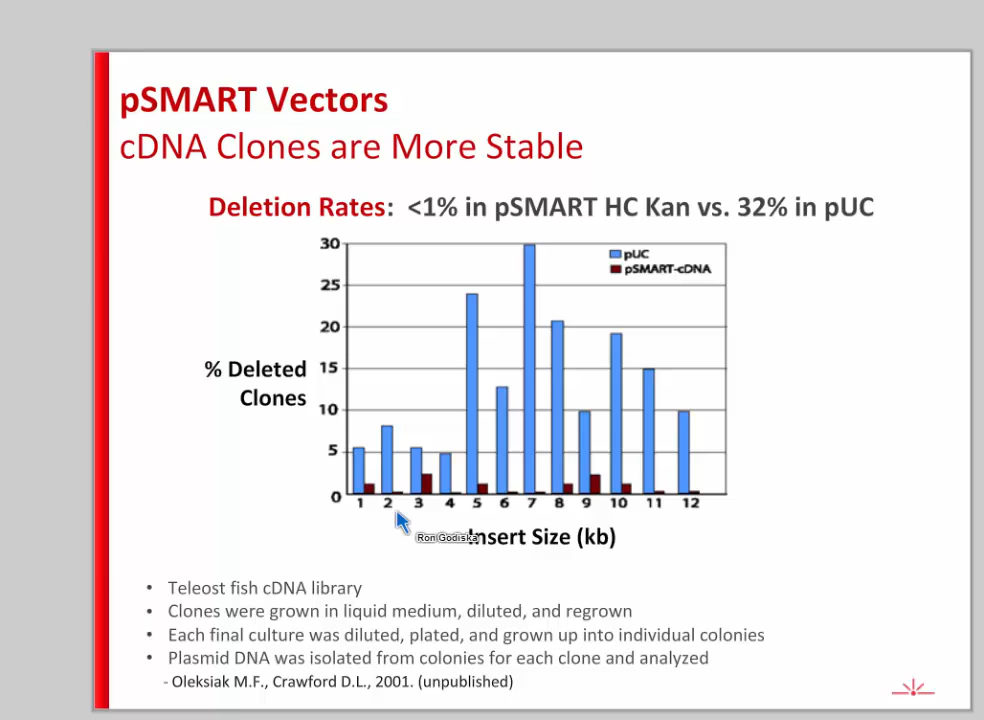 pSMART Vectors
cDNA Clones are More Stable
Deletion Rates: <1% in pSMART HC Kan vs. 32% in pUC
30
25
20
15
10
5
0
pUC
pSMART-cDNA
% Deleted
Clones
1 2 3 4 5 6 7 8 9 10 11 12
Ron Godiska
Insert Size (kb)
• Teleost fish cDNA library
• Clones were grown in liquid medium, diluted, and regrown
• Each final culture was diluted, plated, and grown up into individual colonies
• Plasmid DNA was isolated from colonies for each clone and analyzed
- Oleksiak M.F., Crawford D.L., 2001. (unpublished)